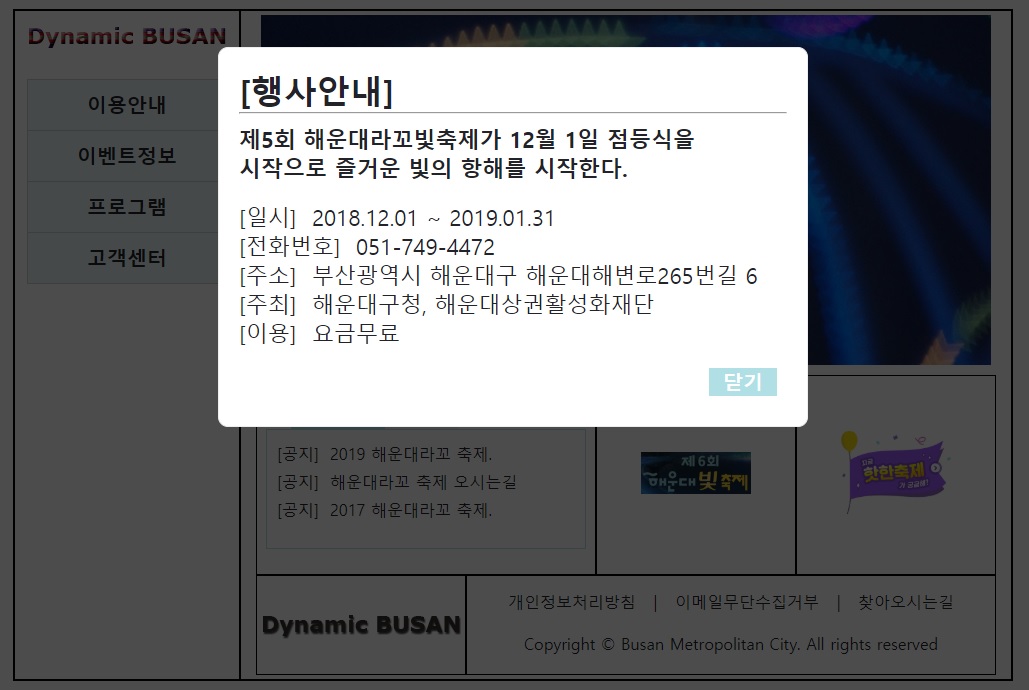 Dynamic BUSAN
이용안내
이벤트정보
프로그램
고객센터
[행사안내]
제5회 해운대라꼬빛축제가 12월 1일 점등식을
시작으로 즐거운 빛의 항해를 시작한다.
[일시] 2018.12.01 ~ 2019.01.31
[전화번호] 051-749-4472
[주소] 부산광역시 해운대구 해운대해변로265번길 6
[주최] 해운대구청, 해운대상권활성화재단
[이용] 요금무료
닫기
[공지] 2019 해운대라꼬 축제.
[공지] 해운대라꼬 축제 오시는길
[공지] 2017 해운대라꼬 축제.
제6회
해운대 빛축제
핫한축제
Dynamic BUSAN
개인정보처리방침 | 이메일무단수집거부 | 찾아오시는길
Copyright © Busan Metropolitan City. All rights reserved